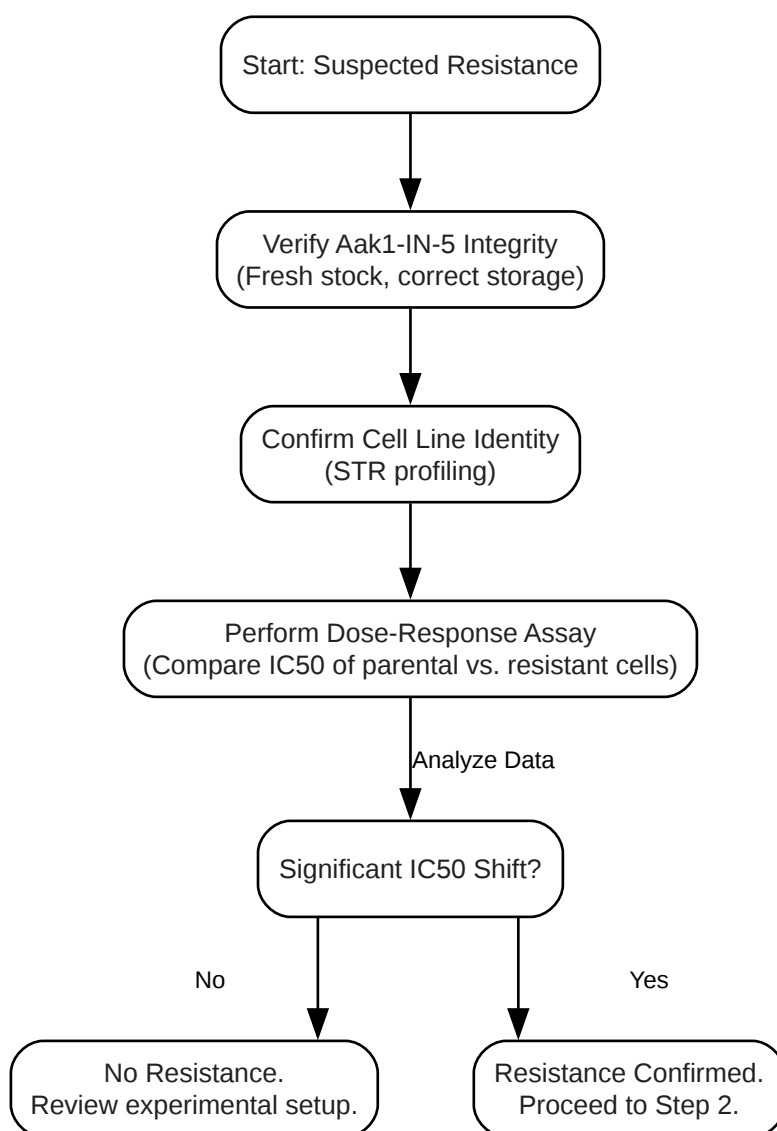 Start: Suspected Resistance
Verify Aak1-IN-5 Integrity
(Fresh stock, correct storage)
Confirm Cell Line Identity
(STR profiling)
Perform Dose-Response Assay
(Compare IC50 of parental vs. resistant cells)
Analyze Data
Significant IC50 Shift?
No
Yes
No Resistance.
Review experimental setup.
Resistance Confirmed.
Proceed to Step 2.